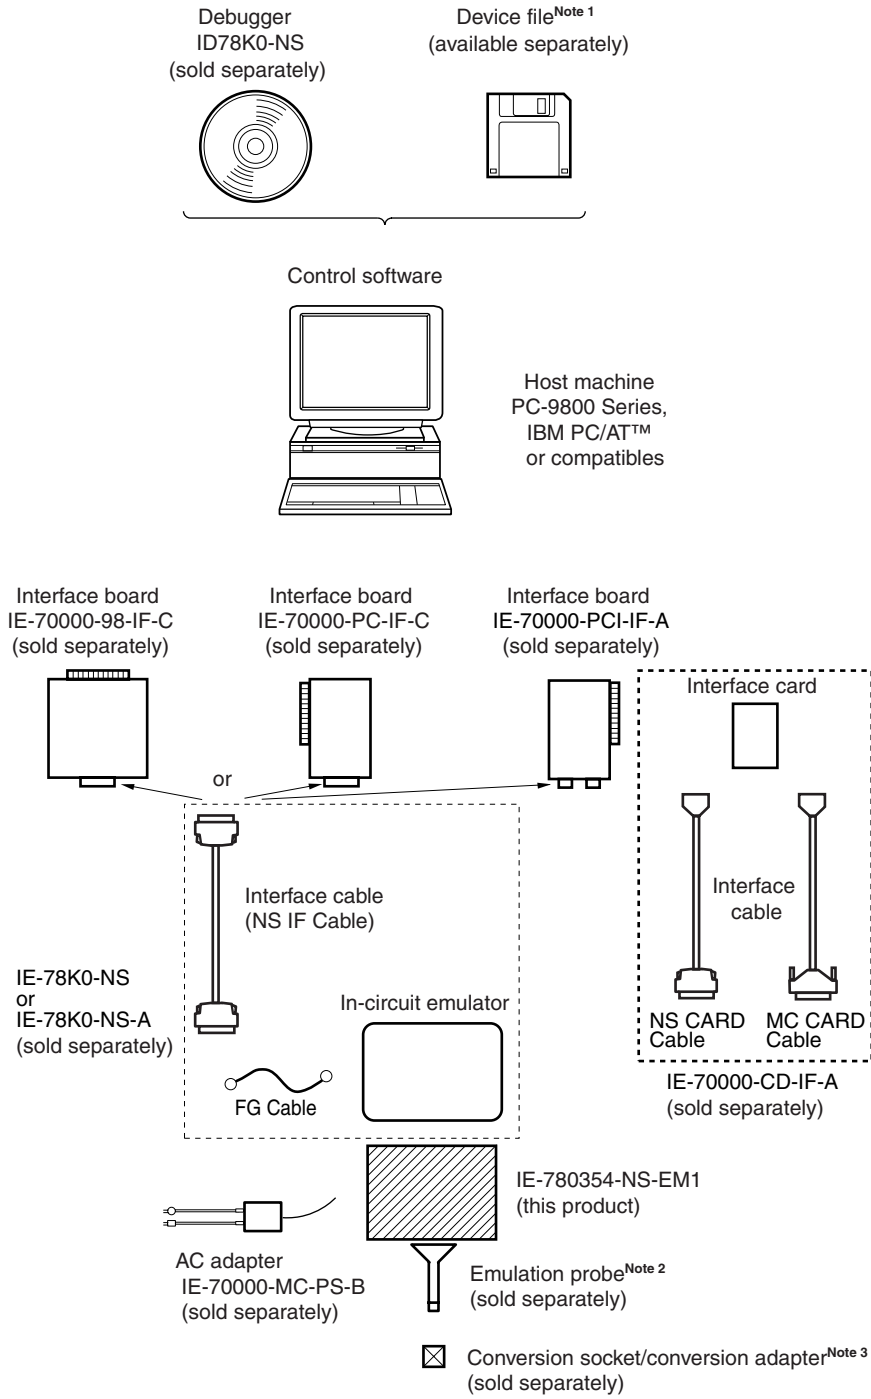 Debugger
ID78K0-NS
(sold separately)
Device file Note 1
(available separately)
Control software
Host machine
PC-9800 Series,
IBM PC/AT™
or compatibles
Interface board
IE-70000-98-IF-C
(sold separately)
Interface board
IE-70000-PC-IF-C
(sold separately)
Interface board
IE-70000-PCI-IF-A
(sold separately)
Interface card
or
Interface cable
(NS IF Cable)
Interface
cable
IE-78K0-NS
or
IE-78K0-NS-A
(sold separately)
In-circuit emulator
NS CARD
Cable
MC CARD
Cable
FG Cable
IE-70000-CD-IF-A
(sold separately)
IE-780354-NS-EM1
(this product)
AC adapter
IE-70000-MC-PS-B
(sold separately)
Emulation probe Note 2
(sold separately)
Conversion socket/conversion adapter Note 3
(sold separately)